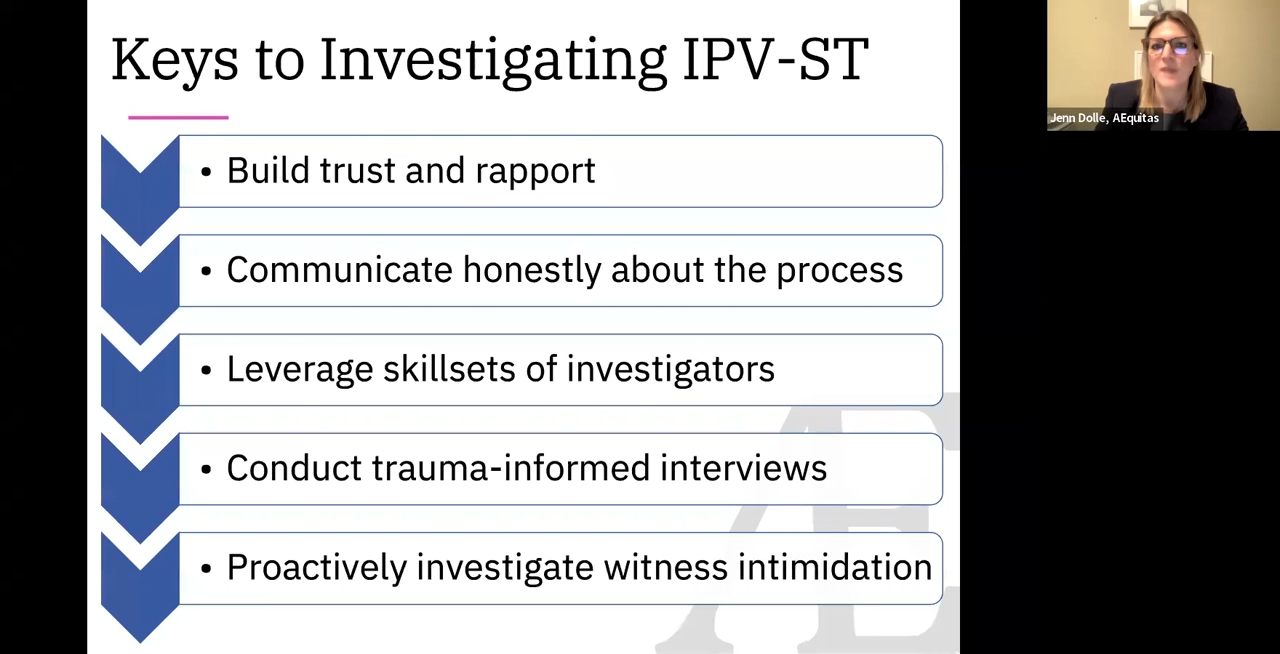 Keys to Investigating IPV-ST
• Build trust and rapport
• Communicate honestly about the process
• Leverage skillsets of investigators
• Conduct trauma-informed interviews
• Proactively investigate witness intimidation
Æ
Jenn Dolle, AEquitas